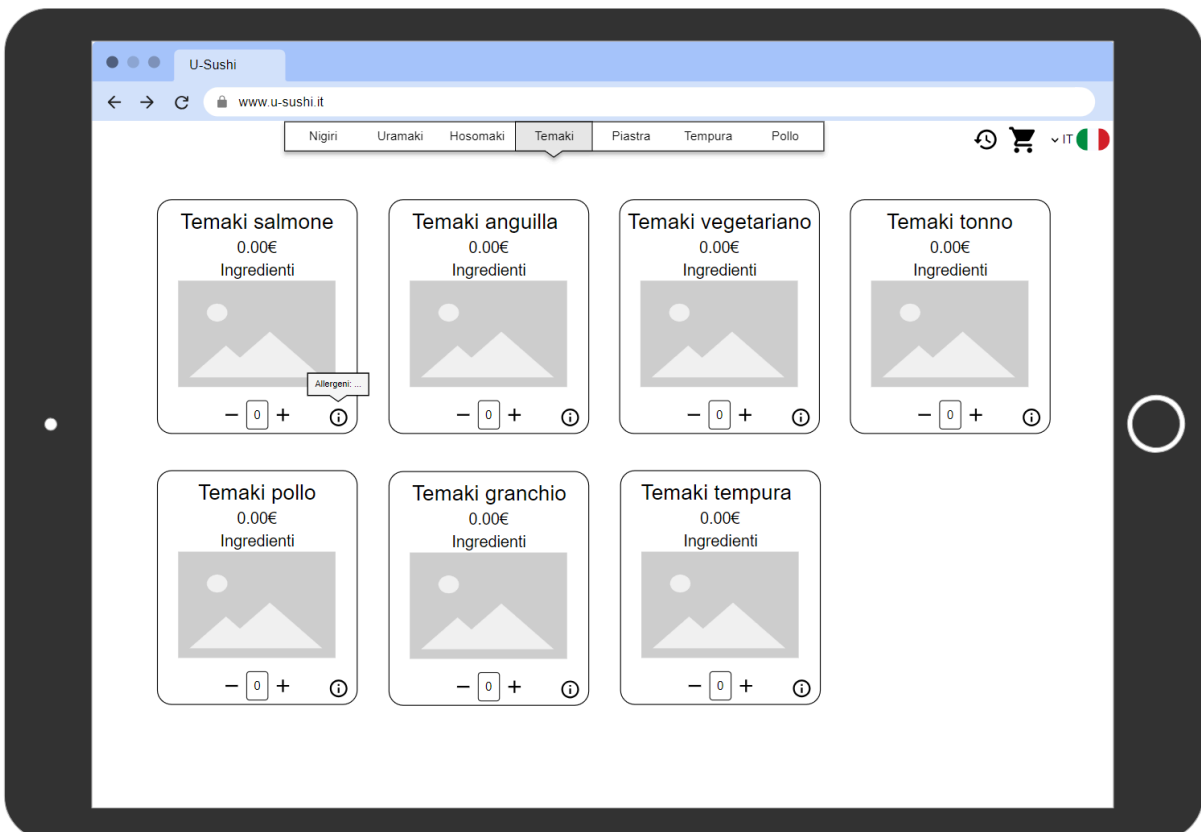 U-Sushi
www.u-sushi.it
Nigiri Uramaki Hosomaki Temaki Piastra Tempura Pollo
IT
Temaki salmone
0.00€
Ingredienti
Allergeni: ...
0
Temaki anguilla
0.00€
Ingredienti
0
Temaki vegetariano
0.00€
Ingredienti
0
Temaki tonno
0.00€
Ingredienti
0
Temaki pollo
0.00€
Ingredienti
0
Temaki granchio
0.00€
Ingredienti
0
Temaki tempura
0.00€
Ingredienti
0